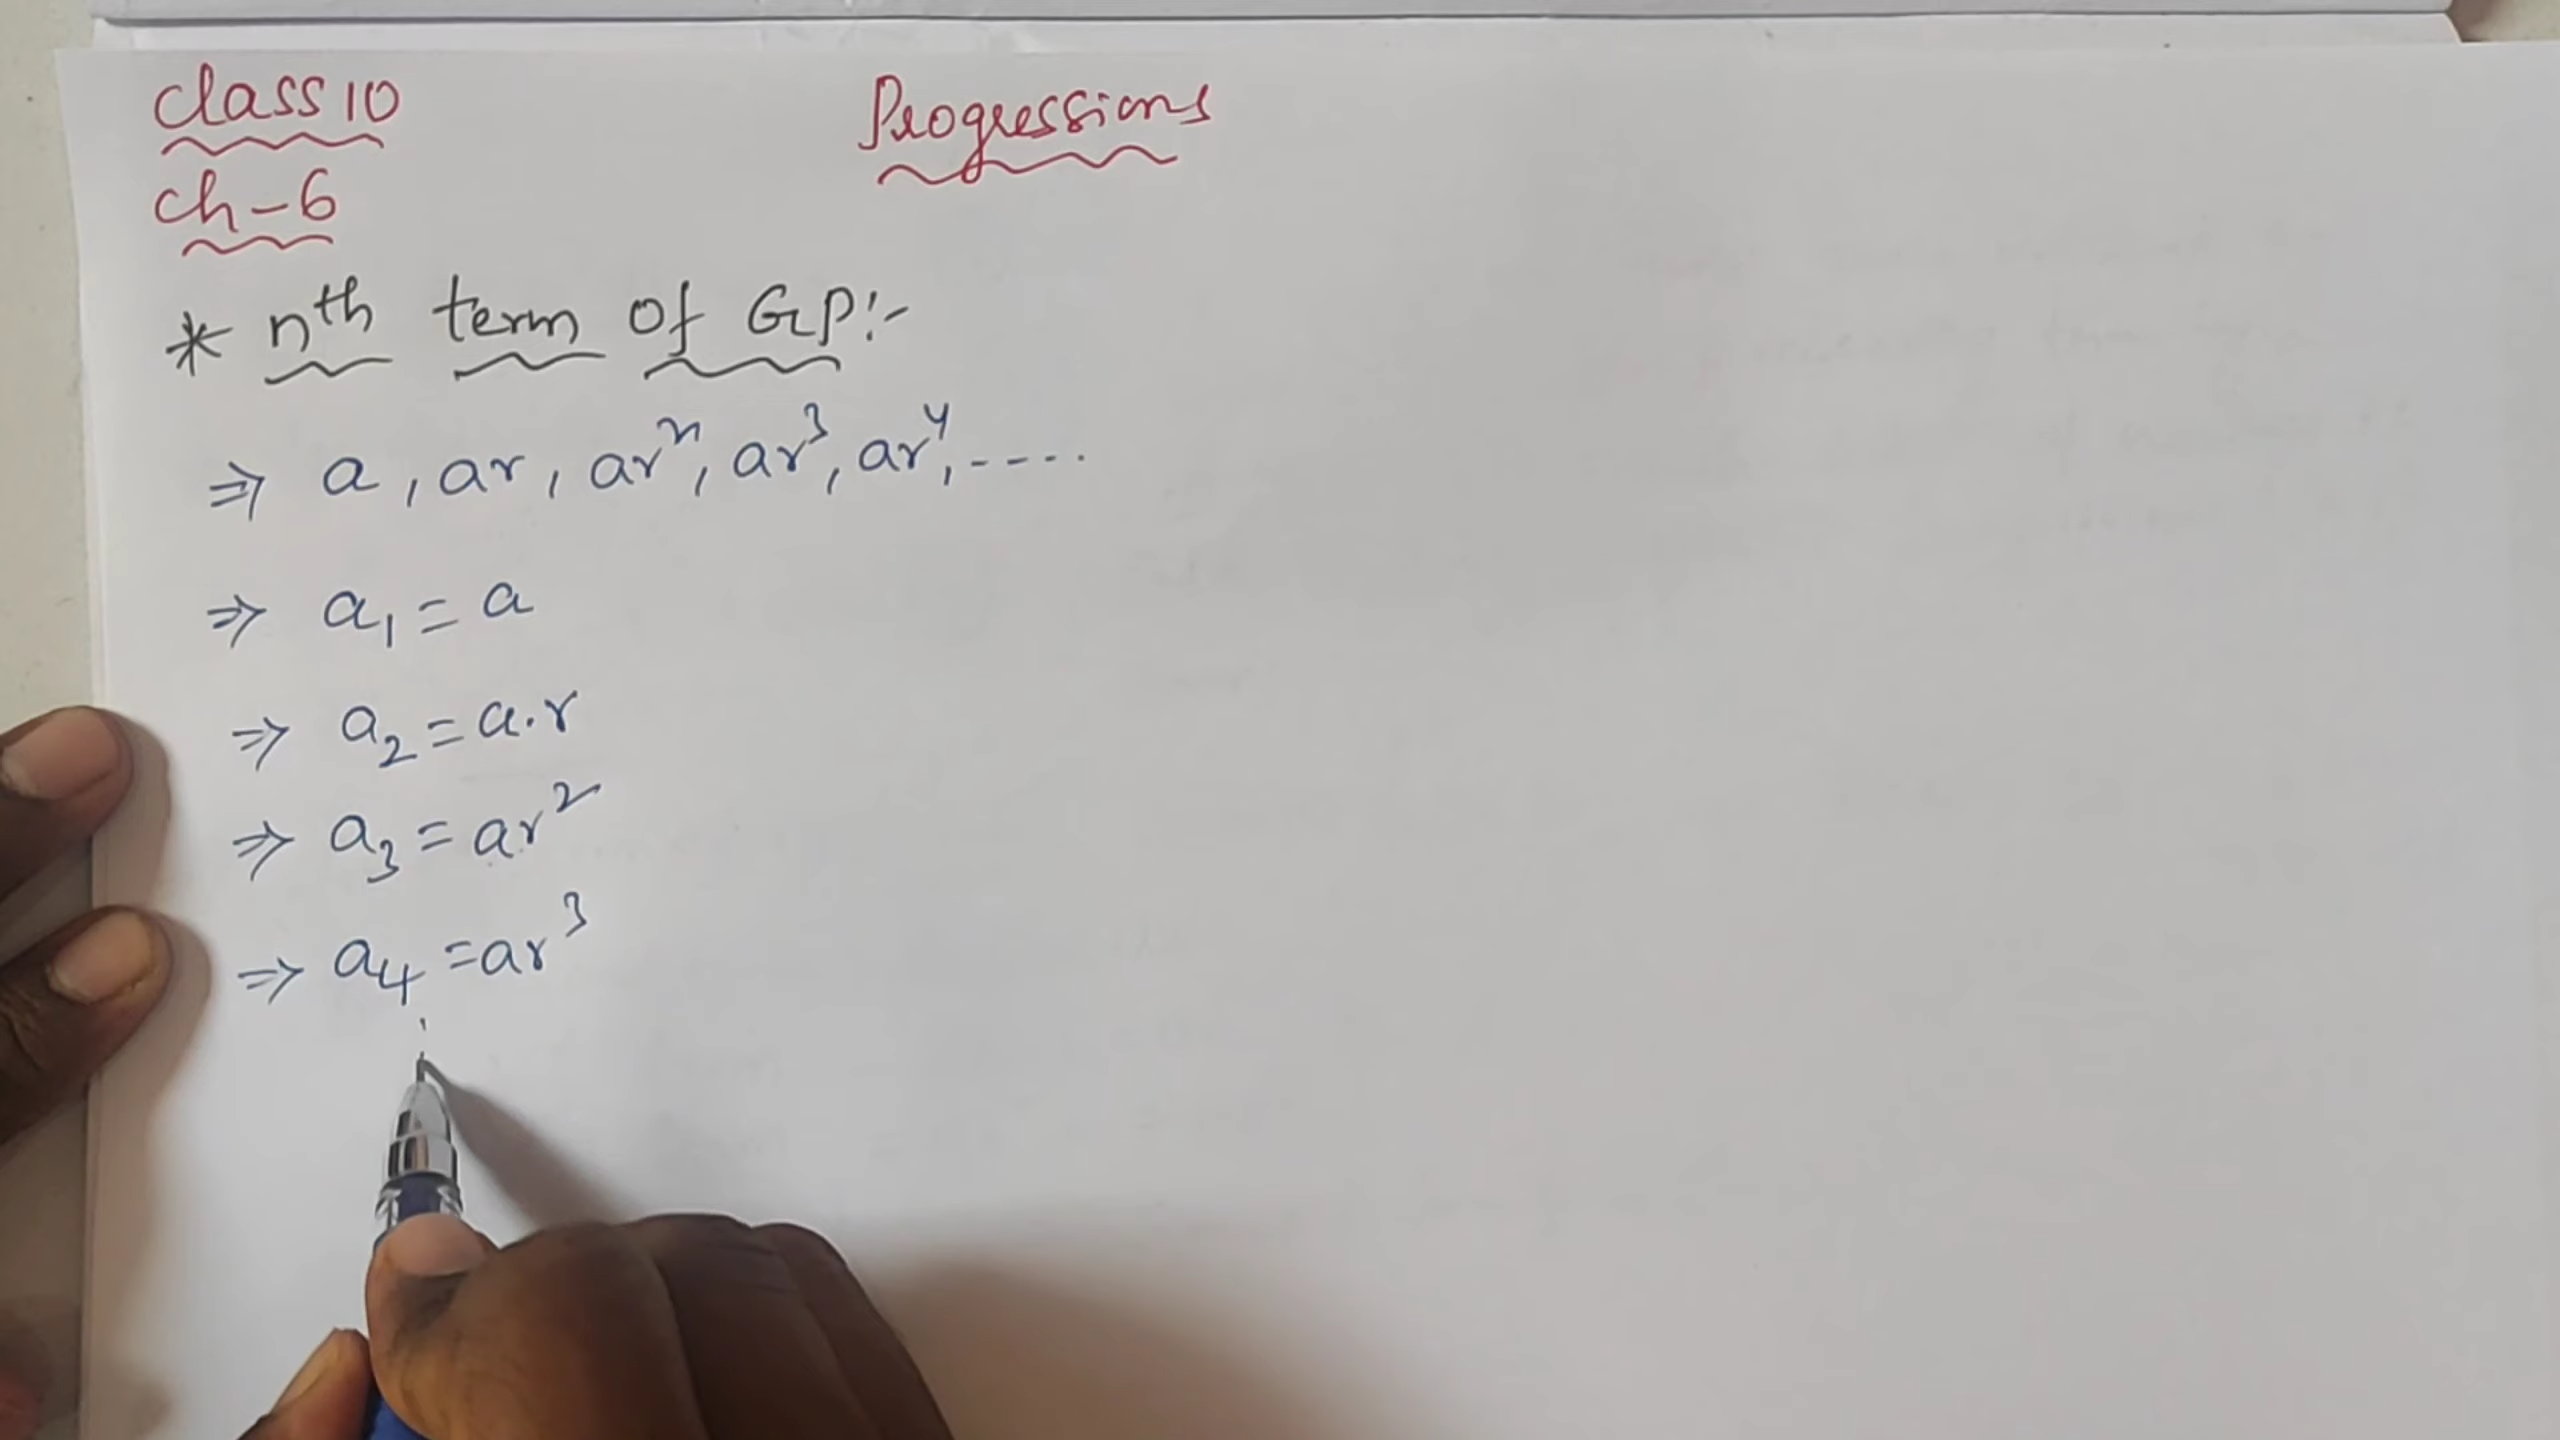 Class 10
Progressions
Ch-6
* nth term of GP:-
⇒ a, ar, ar², ar³, ar⁴, ----.
⇒ a₁ = a
⇒ a₂ = a.r
⇒ a₃ = ar²
⇒ a₄ = ar³